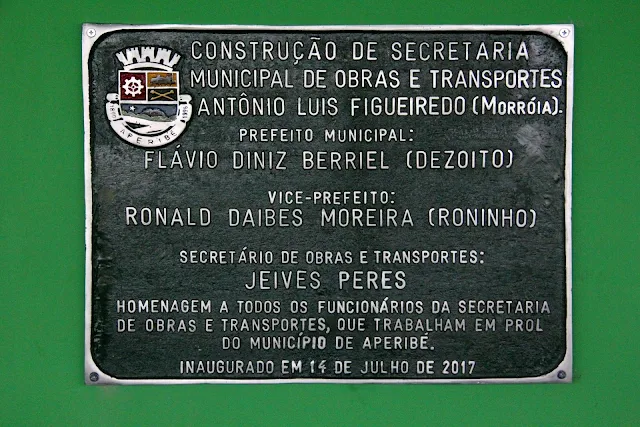 CONSTRUÇÃO DE SECRETARIA
MUNICIPAL DE OBRAS E TRANSPORTES
ANTÔNIO LUIS FIGUEIREDO (MORRÓIA).
PREFEITO MUNICIPAL:
FLÁVIO DINIZ BERRIEL (DEZOITO)
VICE-PREFEITO:
RONALD DAIBES MOREIRA (RONINHO)
SECRETÁRIO DE OBRAS E TRANSPORTES:
JEIVES PERES
HOMENAGEM A TODOS OS FUNCIONÁRIOS DA SECRETARIA
DE OBRAS E TRANSPORTES, QUE TRABALHAM EM PROL
DO MUNICÍPIO DE APERIBÉ.
INAUGURADO EM 14 DE JULHO DE 2017
APERIBÉ